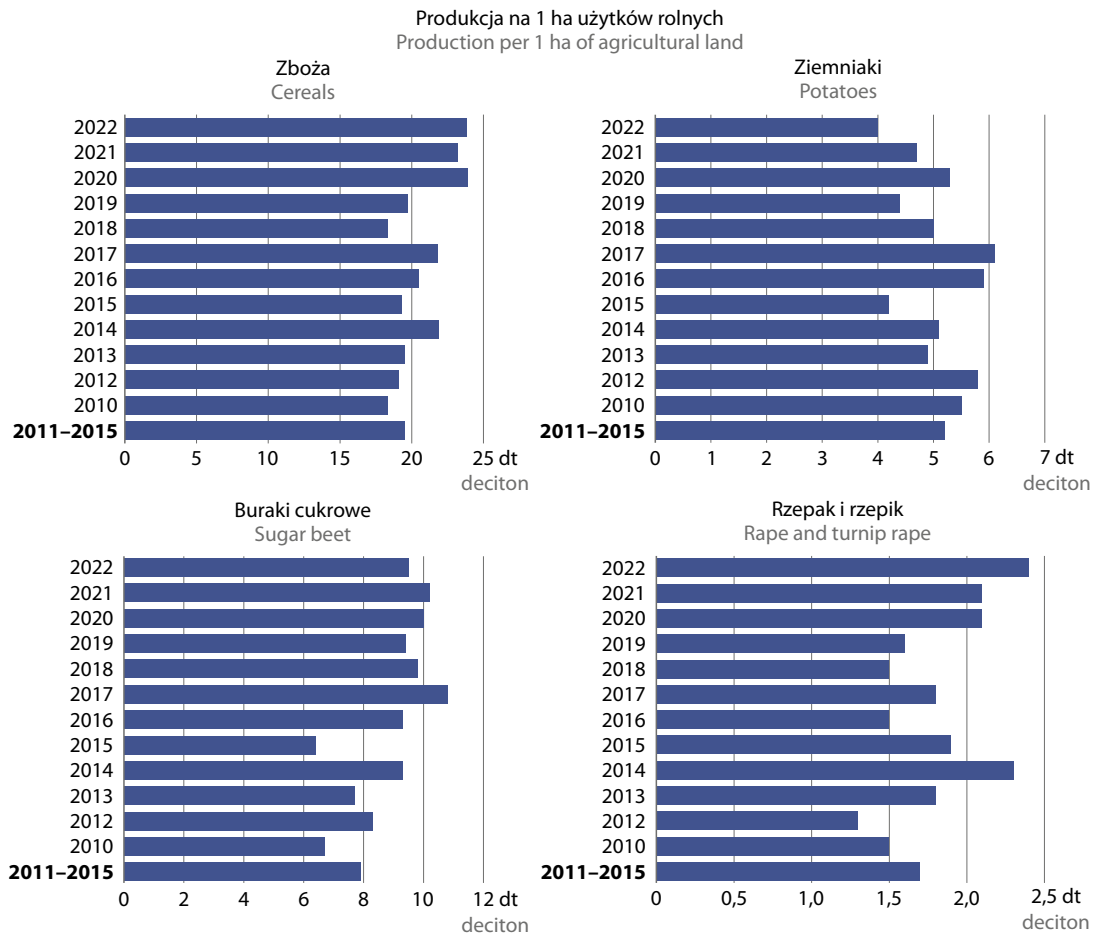 Produkcja na 1 ha użytków rolnych
Production per 1 ha of agricultural land
Zboża
Cereals
2022
2021
2020
2019
2018
2017
2016
2015
2014
2013
2012
2010
2011–2015
0 5 10 15 20 25 dt
deciton
Ziemniaki
Potatoes
2022
2021
2020
2019
2018
2017
2016
2015
2014
2013
2012
2010
2011–2015
0 1 2 3 4 5 6 7 dt
deciton
Buraki cukrowe
Sugar beet
2022
2021
2020
2019
2018
2017
2016
2015
2014
2013
2012
2010
2011–2015
0 2 4 6 8 10 12 dt
deciton
Rzepak i rzepik
Rape and turnip rape
2022
2021
2020
2019
2018
2017
2016
2015
2014
2013
2012
2010
2011–2015
0 0,5 1,0 1,5 2,0 2,5 dt
deciton